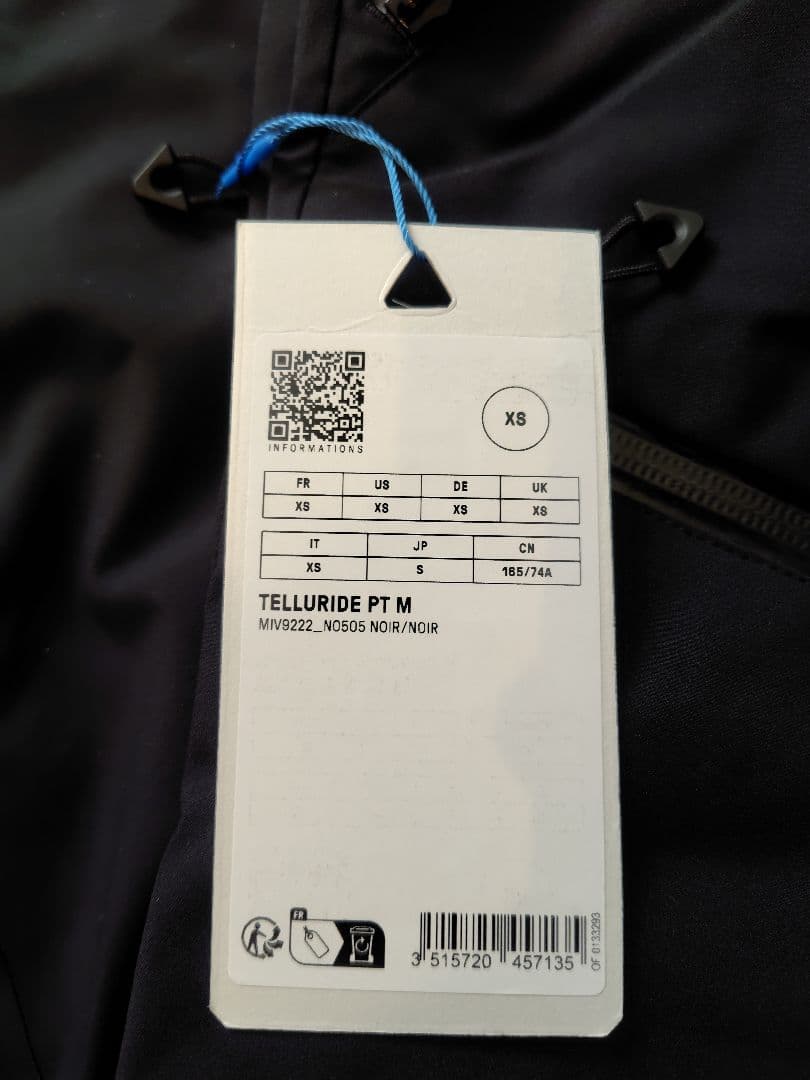 INFORMATIONS
XS
FR US DE UK
XS XS XS XS
IT JP CN
XS S 165/74A
TELLURIDE PT M
MIV9222_N0505 NOIR/NOIR
FR
3 515720 457135
OF 0133293